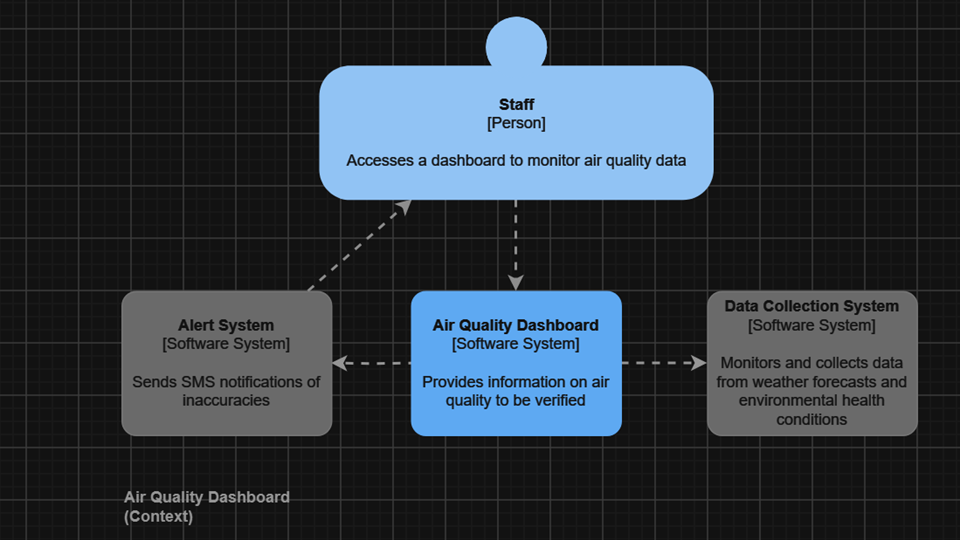 Staff
[Person]
Accesses a dashboard to monitor air quality data
Alert System
[Software System]
Sends SMS notifications of
inaccuracies
Air Quality Dashboard
[Software System]
Provides information on air
quality to be verified
Data Collection System
[Software System]
Monitors and collects data
from weather forecasts and
environmental health
conditions
Air Quality Dashboard
(Context)